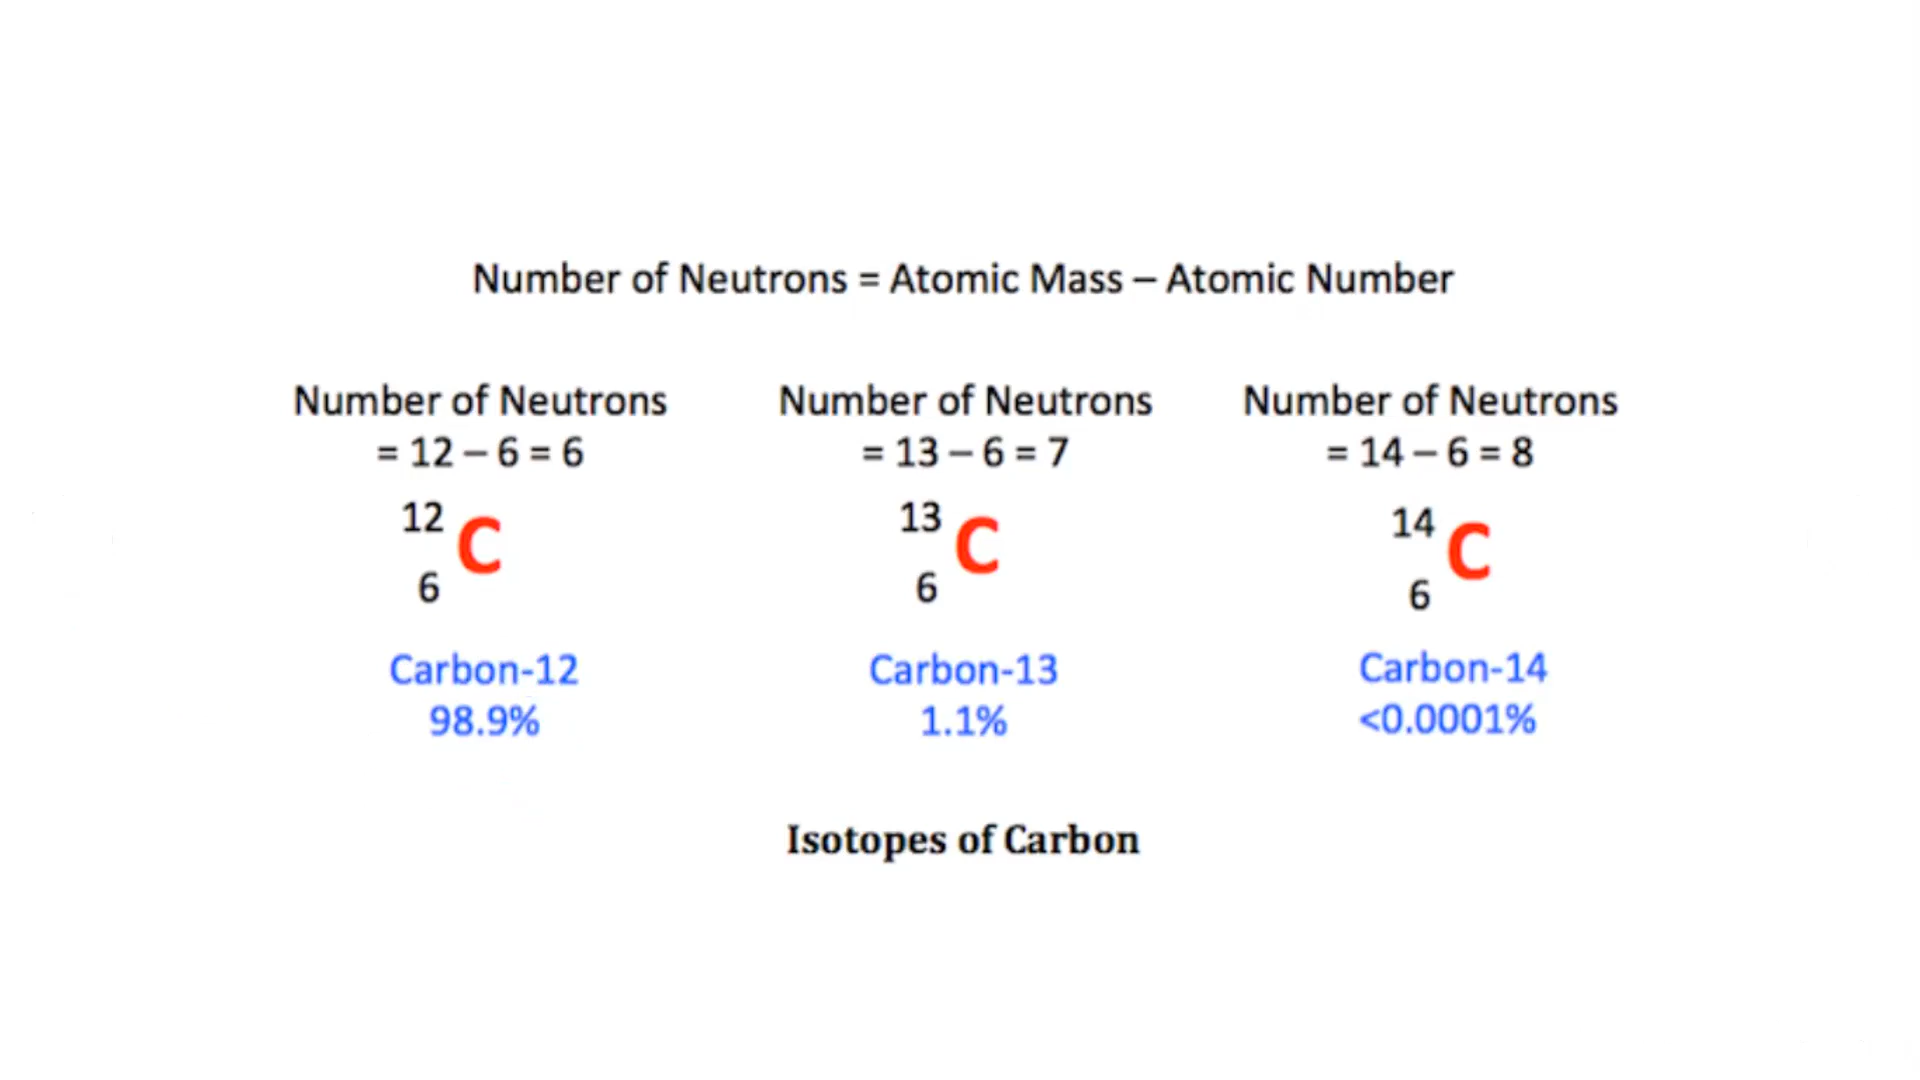 Number of Neutrons = Atomic Mass – Atomic Number
Number of Neutrons
= 12 – 6 = 6
12
6
C
Carbon-12
98.9%
Number of Neutrons
= 13 – 6 = 7
13
6
C
Carbon-13
1.1%
Number of Neutrons
= 14 – 6 = 8
14
6
C
Carbon-14
<0.0001%
Isotopes of Carbon